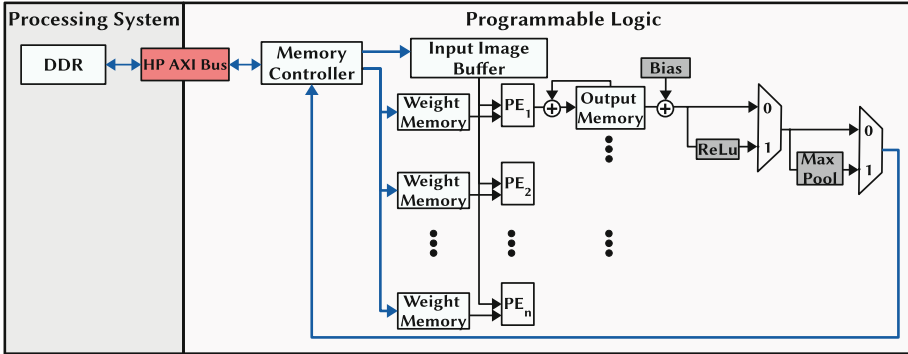 Processing System
Programmable Logic
DDR
HP AXI Bus
Memory
Controller
Input Image
Buffer
Bias
Weight
Memory
PE1
Output
Memory
0
1
ReLu
0
1
Max
Pool
Weight
Memory
PE2
Weight
Memory
PEn